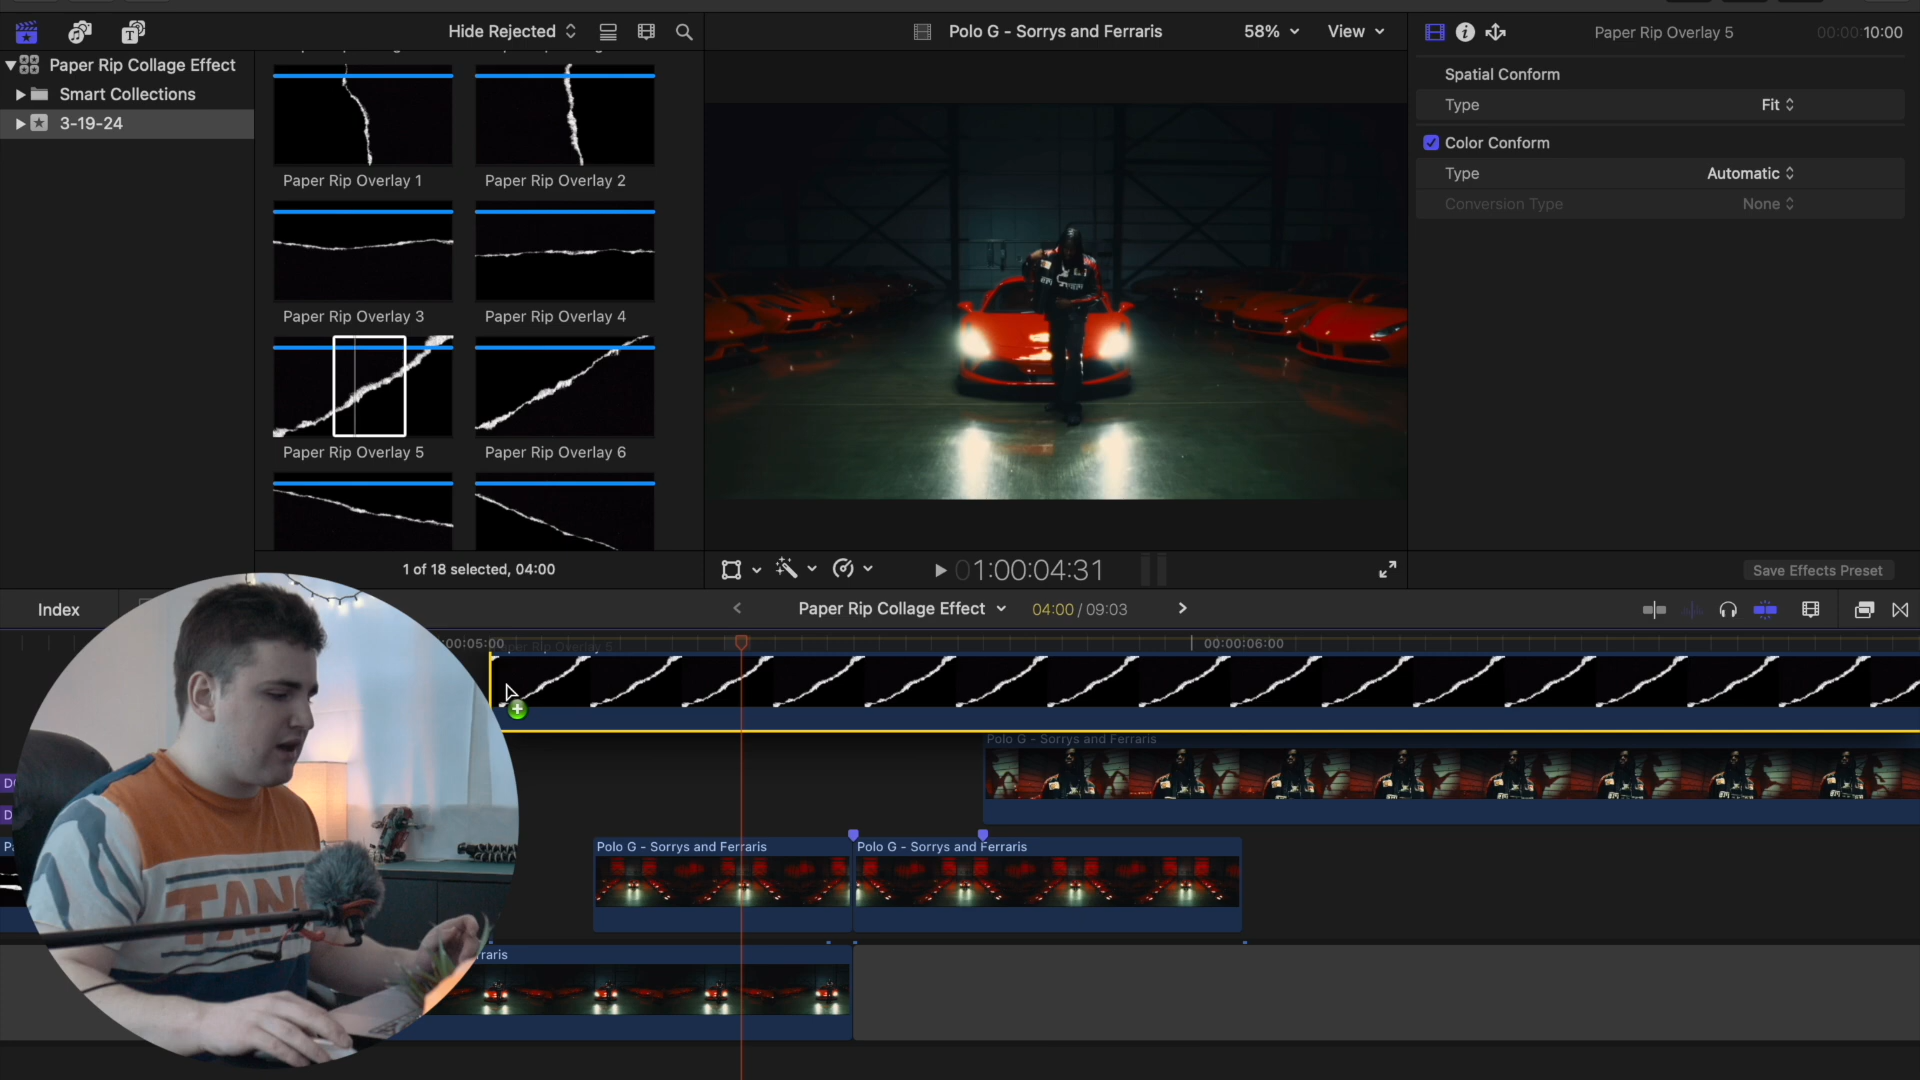 Hide Rejected
Polo G - Sorrys and Ferraris
58%
View
Paper Rip Overlay 5
00:00:10:00
Paper Rip Collage Effect
Smart Collections
3-19-24
Paper Rip Overlay 1
Paper Rip Overlay 2
Paper Rip Overlay 3
Paper Rip Overlay 4
Paper Rip Overlay 5
Paper Rip Overlay 6
1 of 18 selected, 04:00
Spatial Conform
Type
Fit
Color Conform
Type
Automatic
Conversion Type
None
01:00:04:31
Save Effects Preset
Index
Paper Rip Collage Effect
04:00 / 09:03
:00:05:00
00:00:06:00
Polo G - Sorrys and Ferraris
Polo G - Sorrys and Ferraris
Polo G - Sorrys and Ferraris
raris
TANG